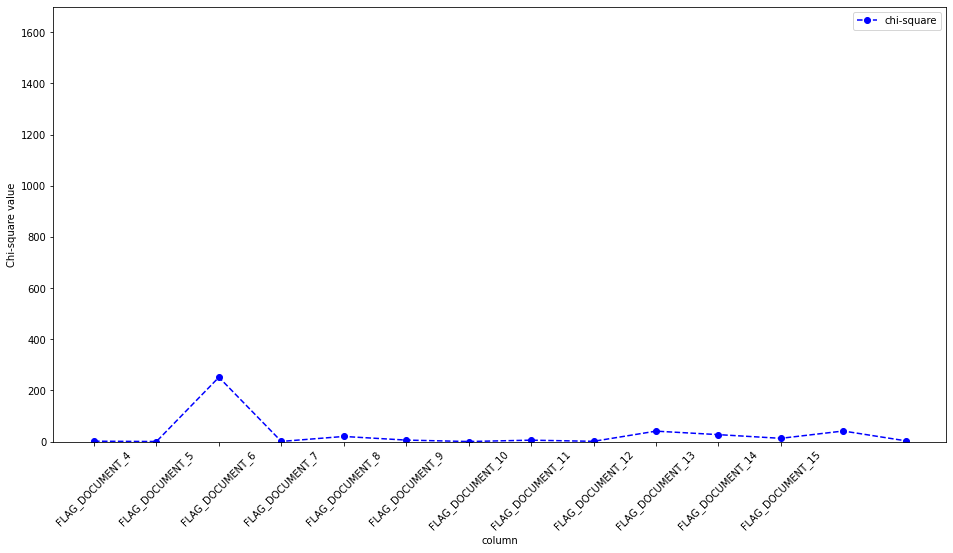 chi-square
1600
1400
1200
1000
800
600
400
200
0
Chi-square value
FLAG_DOCUMENT_4
FLAG_DOCUMENT_5
FLAG_DOCUMENT_6
FLAG_DOCUMENT_7
FLAG_DOCUMENT_8
FLAG_DOCUMENT_9
FLAG_DOCUMENT_10
FLAG_DOCUMENT_11
FLAG_DOCUMENT_12
FLAG_DOCUMENT_13
FLAG_DOCUMENT_14
FLAG_DOCUMENT_15
column